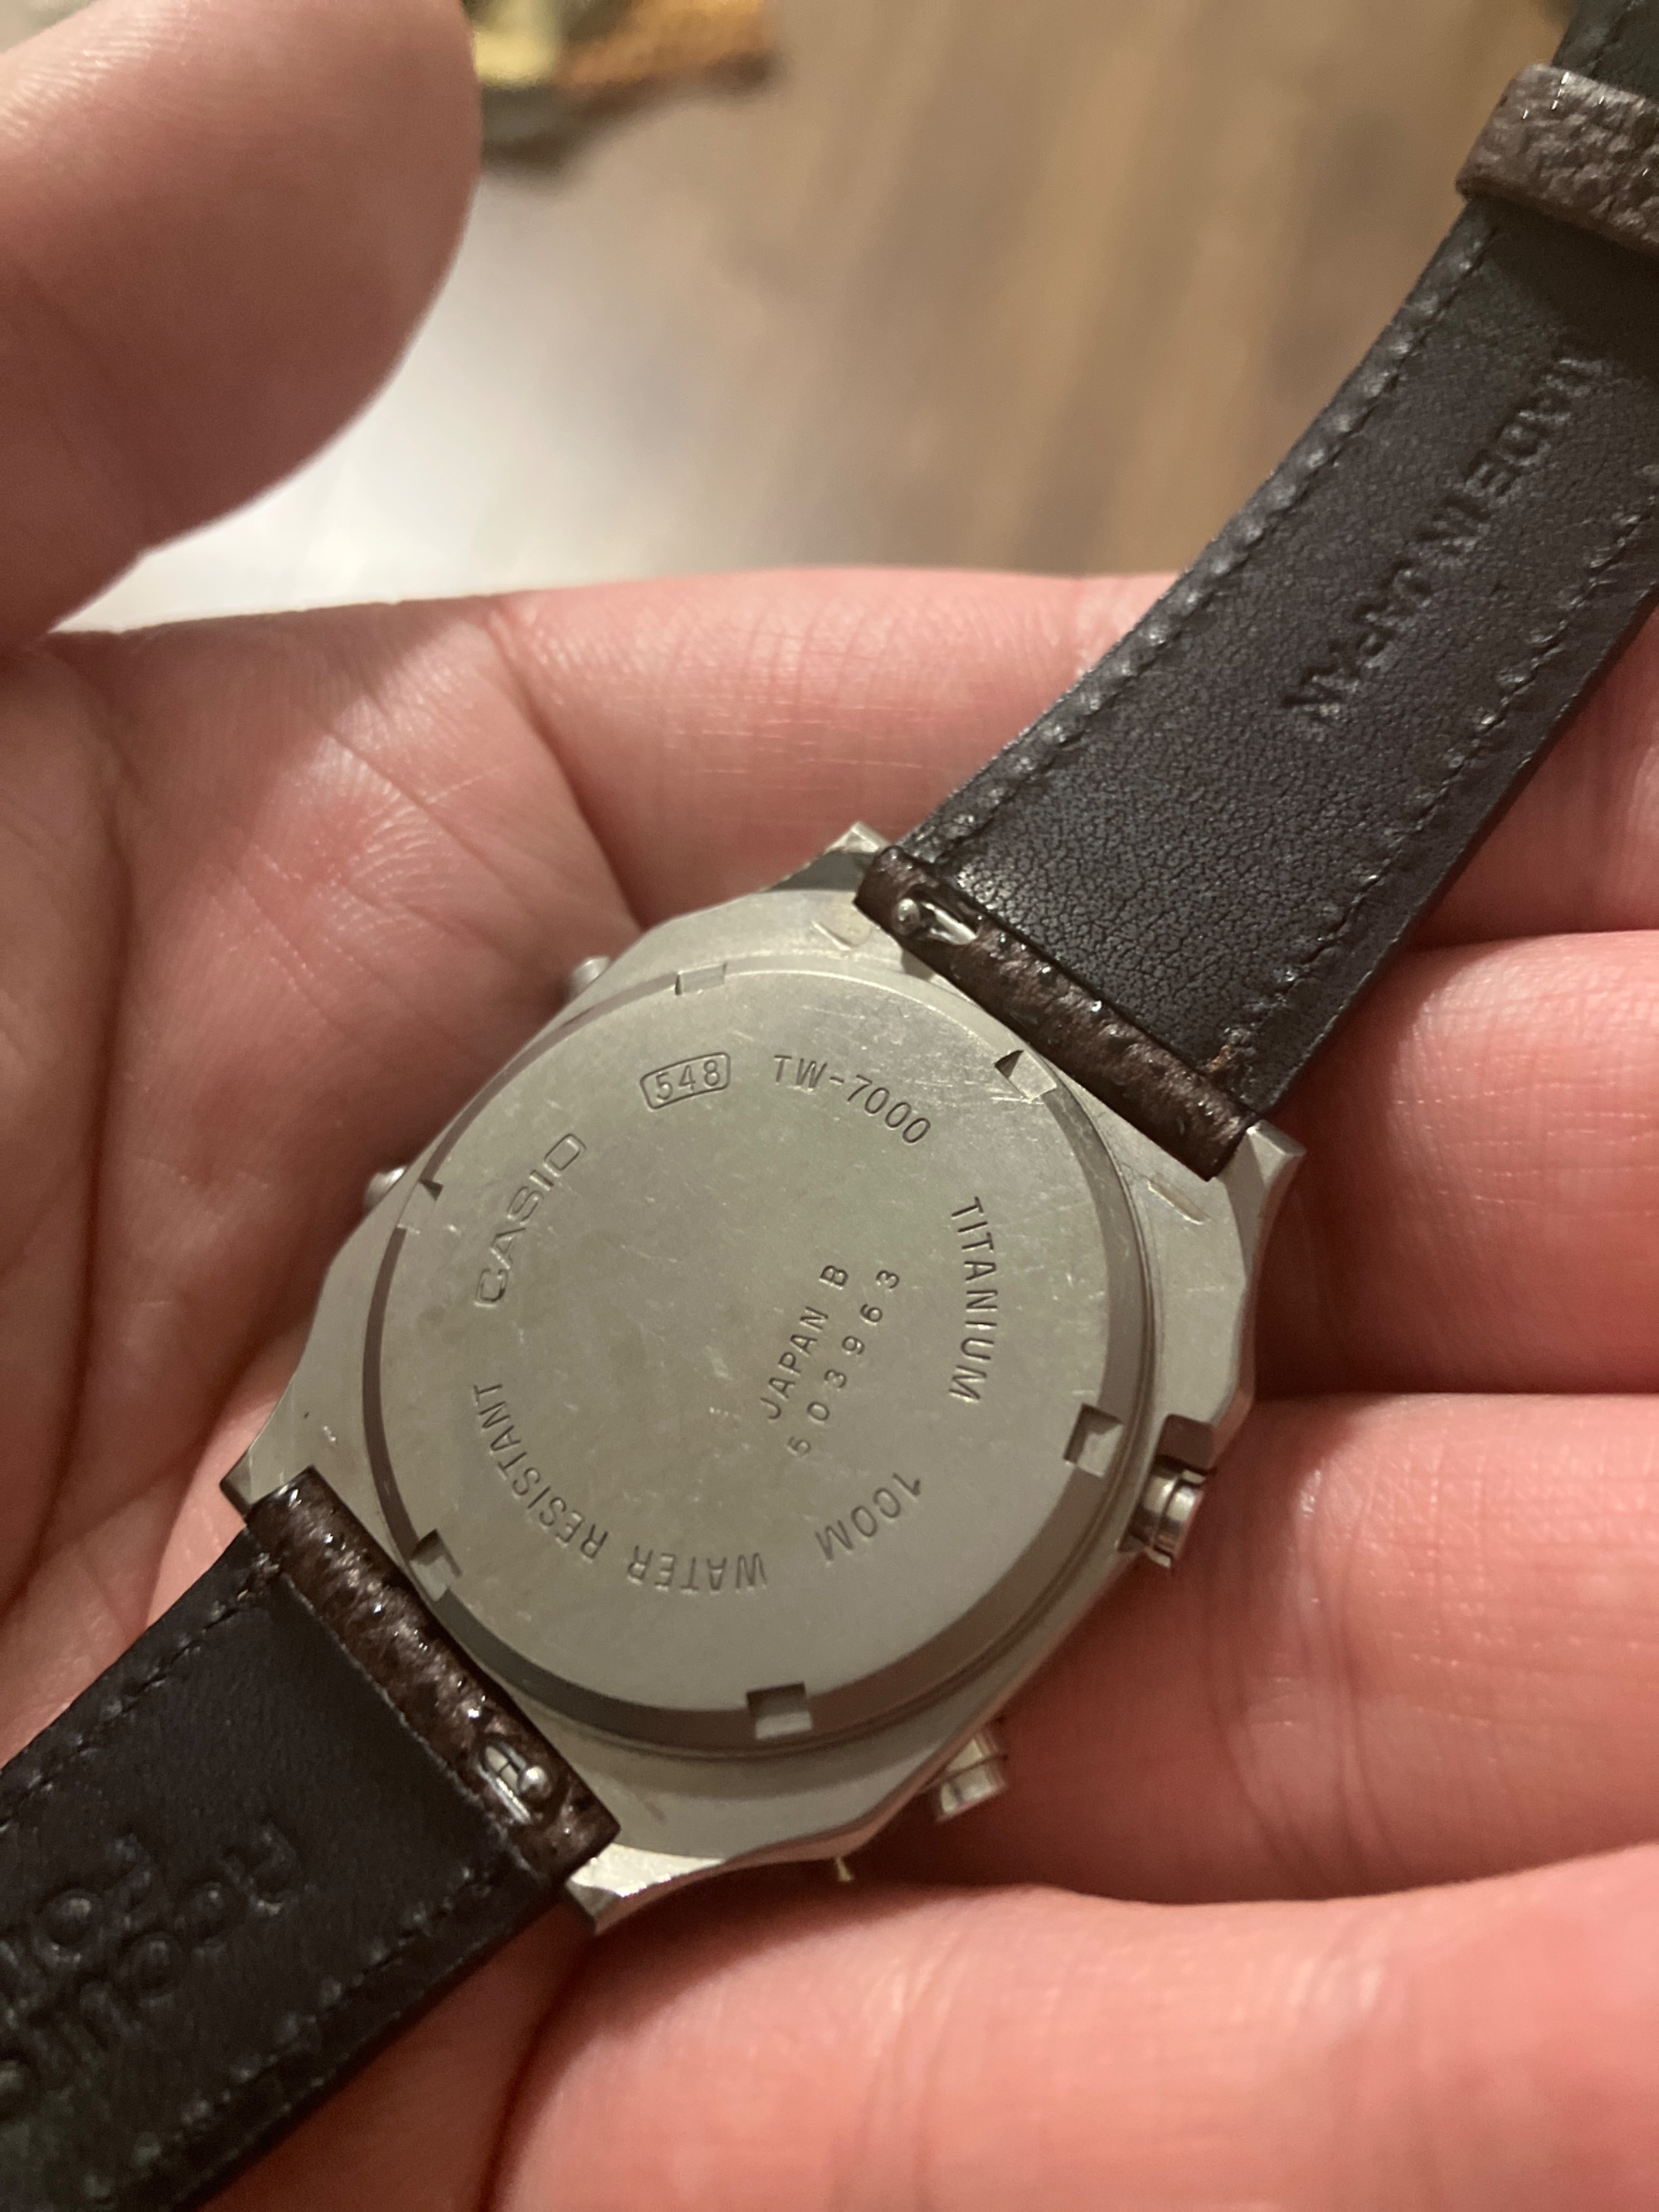 CASIO
548
TW-7000
TITANIUM
100M
WATER RESISTANT
JAPAN B
503963
MADE IN JAPAN